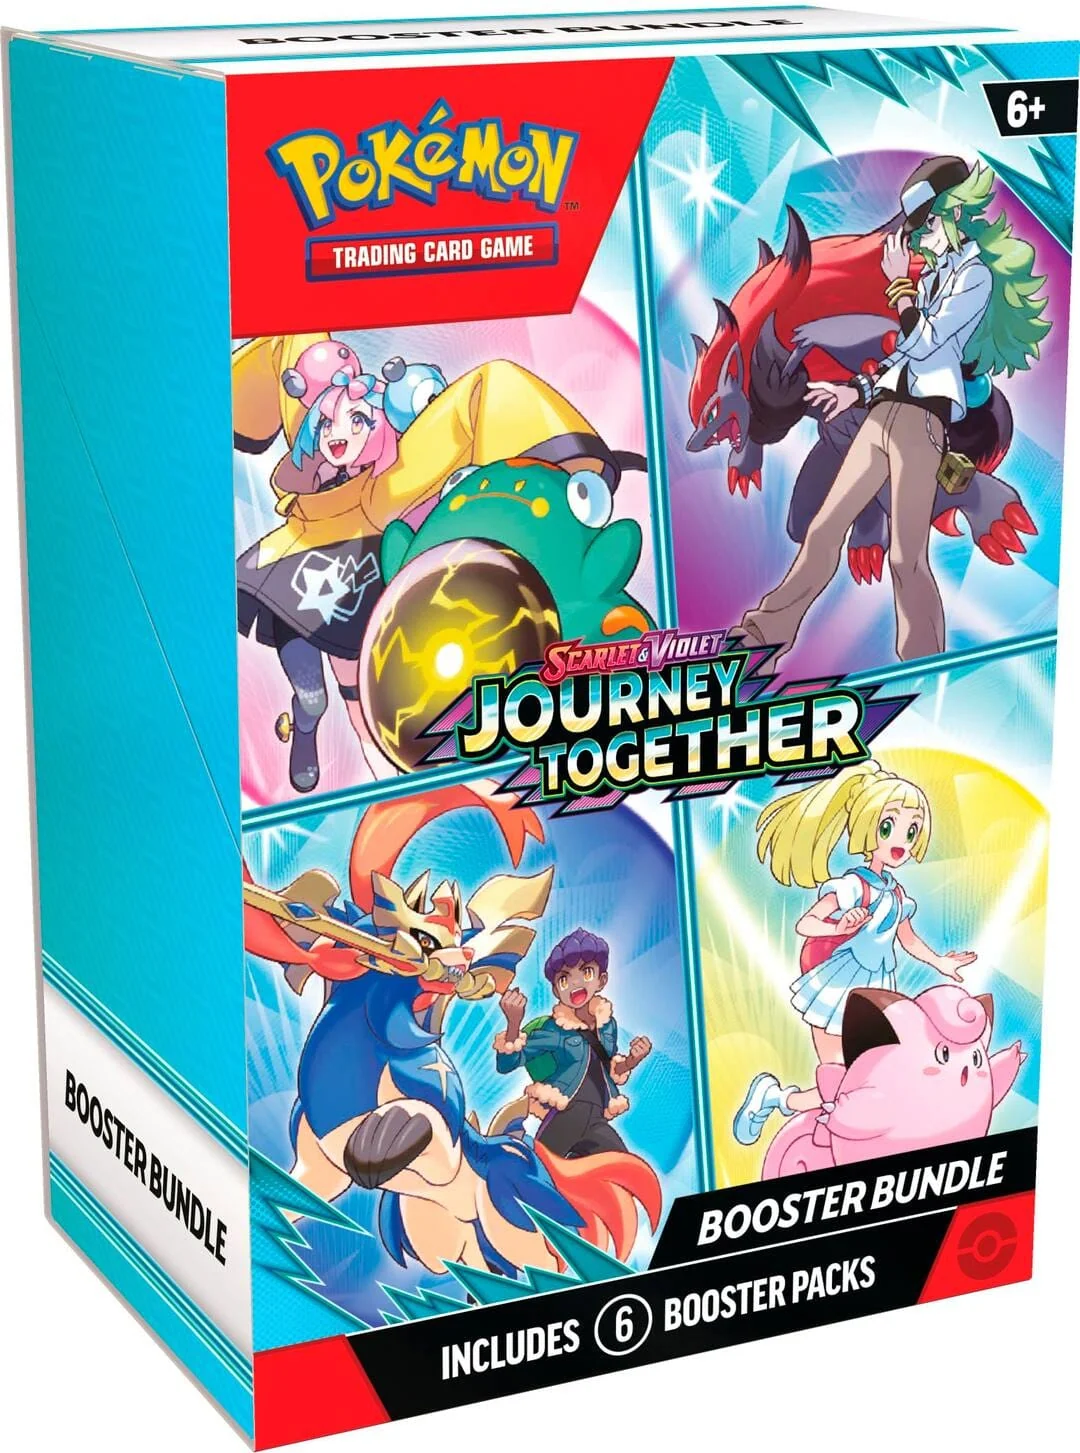 BOOSTER BUNDLE
6+
POKéMON
TM
TRADING CARD GAME
SCARLET & VIOLET
JOURNEY
TOGETHER
BOOSTER BUNDLE
BOOSTER BUNDLE
INCLUDES 6 BOOSTER PACKS